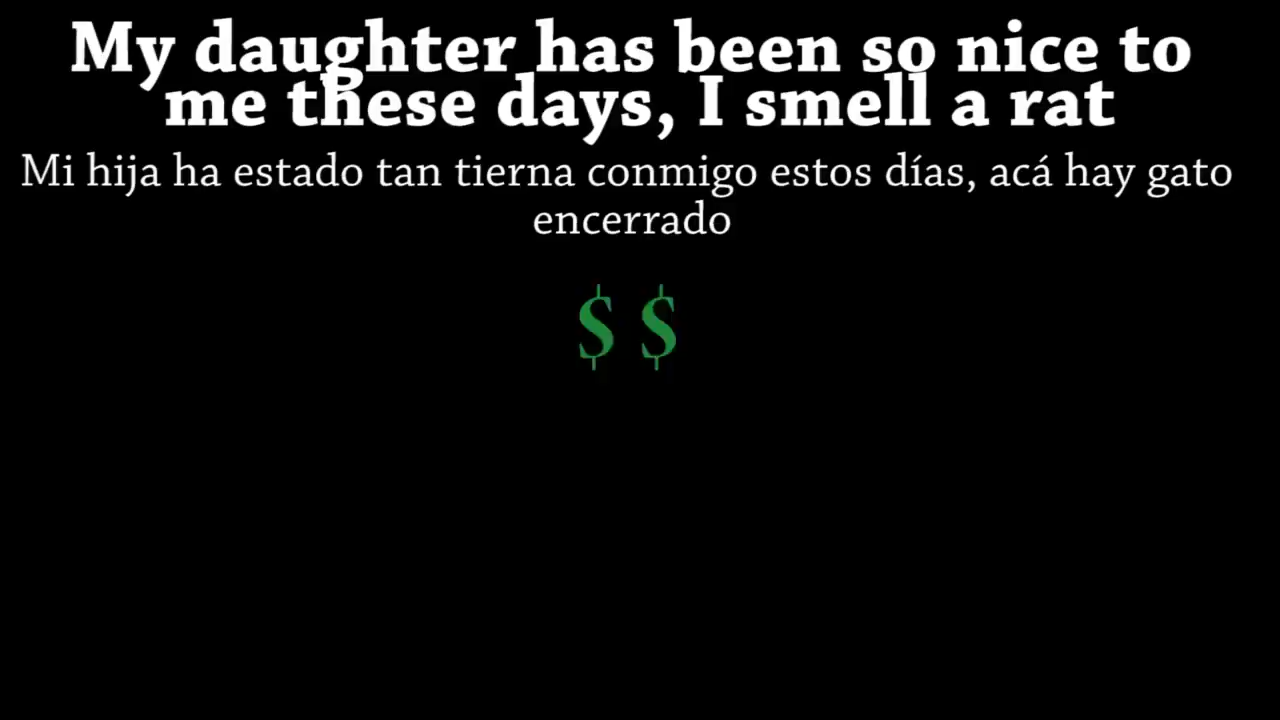 My daughter has been so nice to
me these days, I smell a rat
Mi hija ha estado tan tierna conmigo estos días, acá hay gato
encerrado
$ $